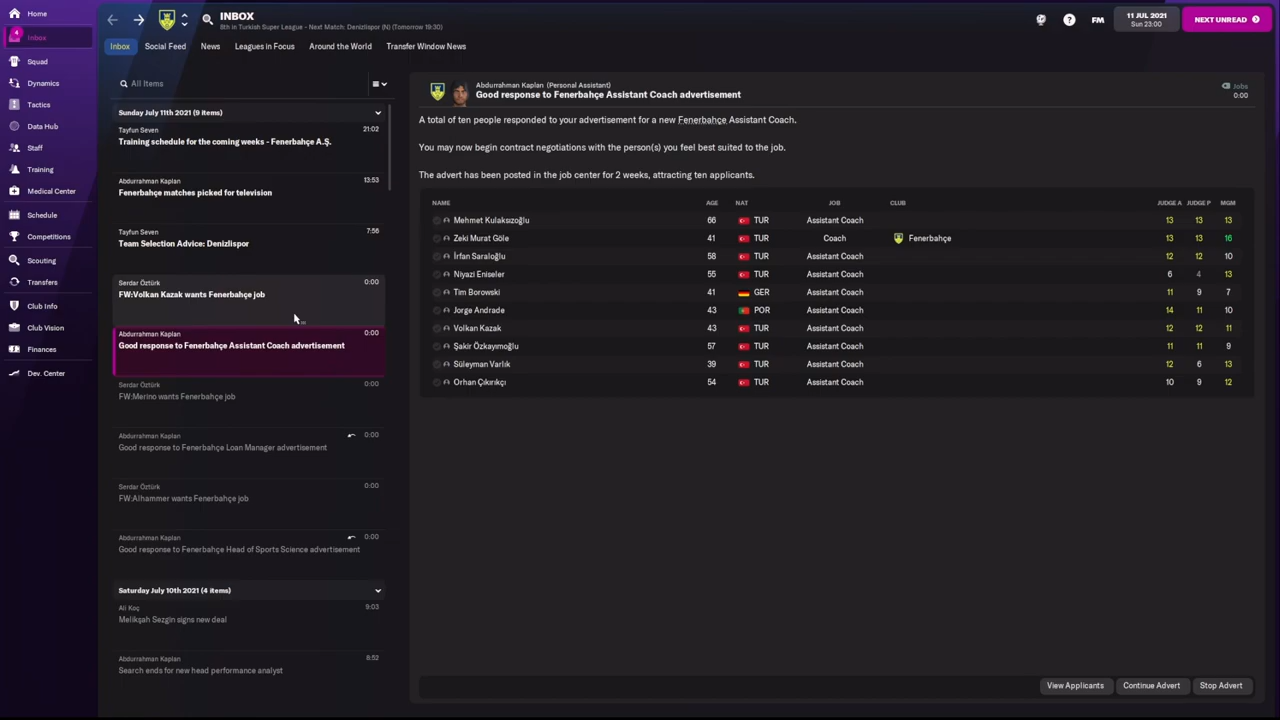 Home
INBOX
8th in Turkish Super League - Next Match: Denizlispor (N) (Tomorrow 19:30)
FM
11 JUL 2021
Sun 23:00
NEXT UNREAD
4
Inbox
Inbox Social Feed News Leagues in Focus Around the World Transfer Window News
Squad
Dynamics
Tactics
Data Hub
Staff
Training
Medical Center
Schedule
Competitions
Scouting
Transfers
Club Info
Club Vision
Finances
Dev. Center
All Items
Sunday July 11th 2021 (9 items)
Tayfun Seven 21:02
Training schedule for the coming weeks - Fenerbahçe A.Ş.
Abdurrahman Kaplan 13:53
Fenerbahçe matches picked for television
Tayfun Seven 7:56
Team Selection Advice: Denizlispor
Serdar Öztürk 0:00
FW:Volkan Kazak wants Fenerbahçe job
Abdurrahman Kaplan 0:00
Good response to Fenerbahçe Assistant Coach advertisement
Serdar Öztürk 0:00
FW:Merino wants Fenerbahçe job
Abdurrahman Kaplan 0:00
Good response to Fenerbahçe Loan Manager advertisement
Serdar Öztürk 0:00
FW:Alhammer wants Fenerbahçe job
Abdurrahman Kaplan 0:00
Good response to Fenerbahçe Head of Sports Science advertisement
Saturday July 10th 2021 (4 items)
Ali Koç 9:03
Melikşah Sezgin signs new deal
Abdurrahman Kaplan 8:52
Search ends for new head performance analyst
Abdurrahman Kaplan (Personal Assistant)
Good response to Fenerbahçe Assistant Coach advertisement
Jobs
0:00
A total of ten people responded to your advertisement for a new Fenerbahçe Assistant Coach.
You may now begin contract negotiations with the person(s) you feel best suited to the job.
The advert has been posted in the job center for 2 weeks, attracting ten applicants.
NAME AGE NAT JOB CLUB JUDGE A JUDGE P MGM
Mehmet Kulaksızoğlu 66 TUR Assistant Coach 13 13 13
Zeki Murat Göle 41 TUR Coach Fenerbahçe 13 13 16
İrfan Saraloğlu 58 TUR Assistant Coach 12 12 10
Niyazi Eniseler 55 TUR Assistant Coach 6 4 13
Tim Borowski 41 GER Assistant Coach 11 9 7
Jorge Andrade 43 POR Assistant Coach 14 11 10
Volkan Kazak 43 TUR Assistant Coach 12 12 11
Şakir Özkayımoğlu 57 TUR Assistant Coach 11 11 9
Süleyman Varlık 39 TUR Assistant Coach 12 6 13
Orhan Çıkırıkçı 54 TUR Assistant Coach 10 9 12
View Applicants Continue Advert Stop Advert